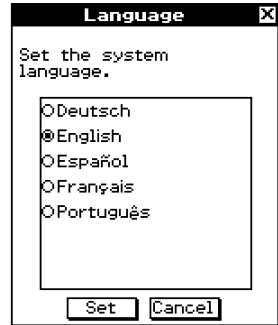 Language
Set the system
language.
Deutsch
English
Español
Français
Português
Set Cancel